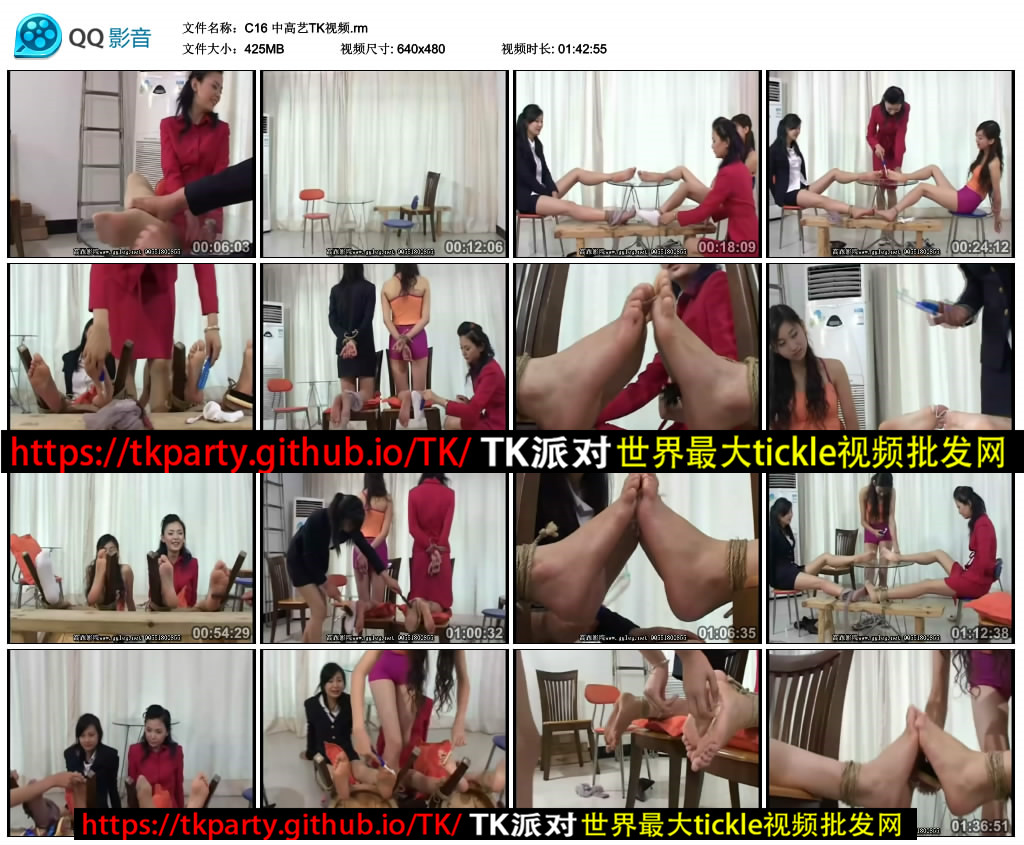 QQ 影音
文件名称: C16 中高艺TK视频.rm
文件大小: 425MB 视频尺寸: 640x480 视频时长: 01:42:55
00:06:03
00:12:06
00:18:09
00:24:12
https://tkparty.github.io/TK/ TK派对 世界最大tickle视频批发网
00:54:29
01:00:32
01:06:35
01:12:38
https://tkparty.github.io/TK/ TK派对 世界最大tickle视频批发网
01:36:51